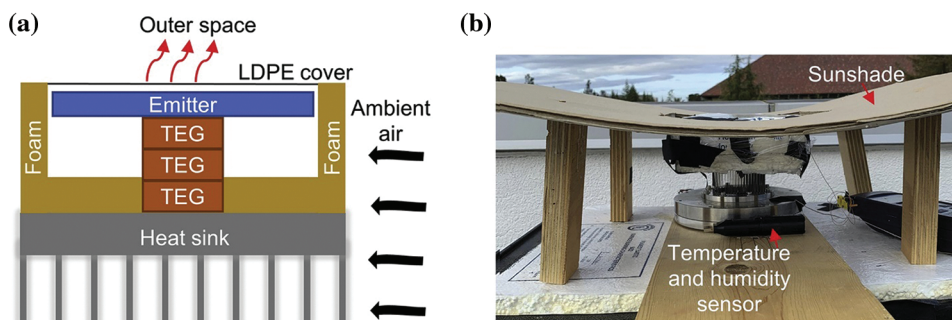 (a)
Outer space
LDPE cover
Emitter
TEG
TEG
TEG
Foam
Foam
Heat sink
Ambient
air
(b)
Sunshade
Temperature
and humidity
sensor